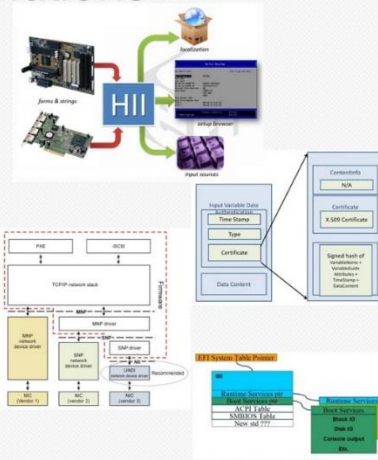 localization
forms & strings
HII
setup browser
input sources
Input Variable Data
Authentication
Time Stamp
Type
Certificate
Data Content
ContentInfo
N/A
Certificate
X.509 Certificate
Signed hash of
VariableName +
VariableGuid +
Attributes +
TimeStamp +
DataContent
PXE
iSCSI
TCP/IP network stack
Firmware
MNP
MNP driver
SNP
SNP driver
MNP
network
device driver
SNP
network
device driver
UNDI
network device driver
Recommended
NIC
(Vendor 1)
NIC
(vendor 2)
NIC
(vendor 3)
EFI System Table Pointer
Runtime Services ptr
Boot Services ptr
ACPI Table
SMBIOS Table
New std ???
Runtime Services
Boot Services
Block IO
Disk IO
Console output
Etc.